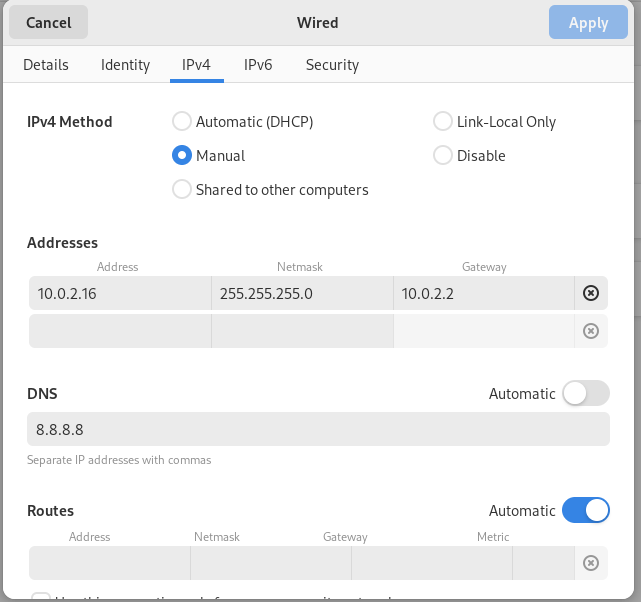 Cancel Wired Apply
Details Identity IPv4 IPv6 Security
IPv4 Method Automatic (DHCP) Link-Local Only
Manual Disable
Shared to other computers
Addresses
Address Netmask Gateway
10.0.2.16 255.255.255.0 10.0.2.2
DNS Automatic
8.8.8.8
Separate IP addresses with commas
Routes Automatic
Address Netmask Gateway Metric